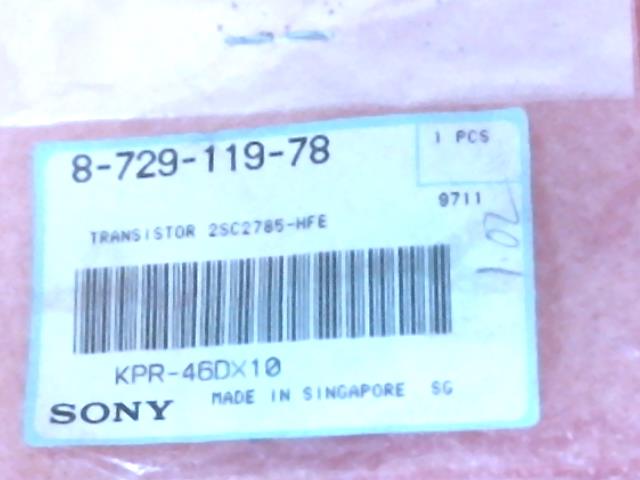 8-729-119-78
1 PCS
9711
1.02
TRANSISTOR 2SC2785-HFE
KPR-46DX10
SONY MADE IN SINGAPORE SG